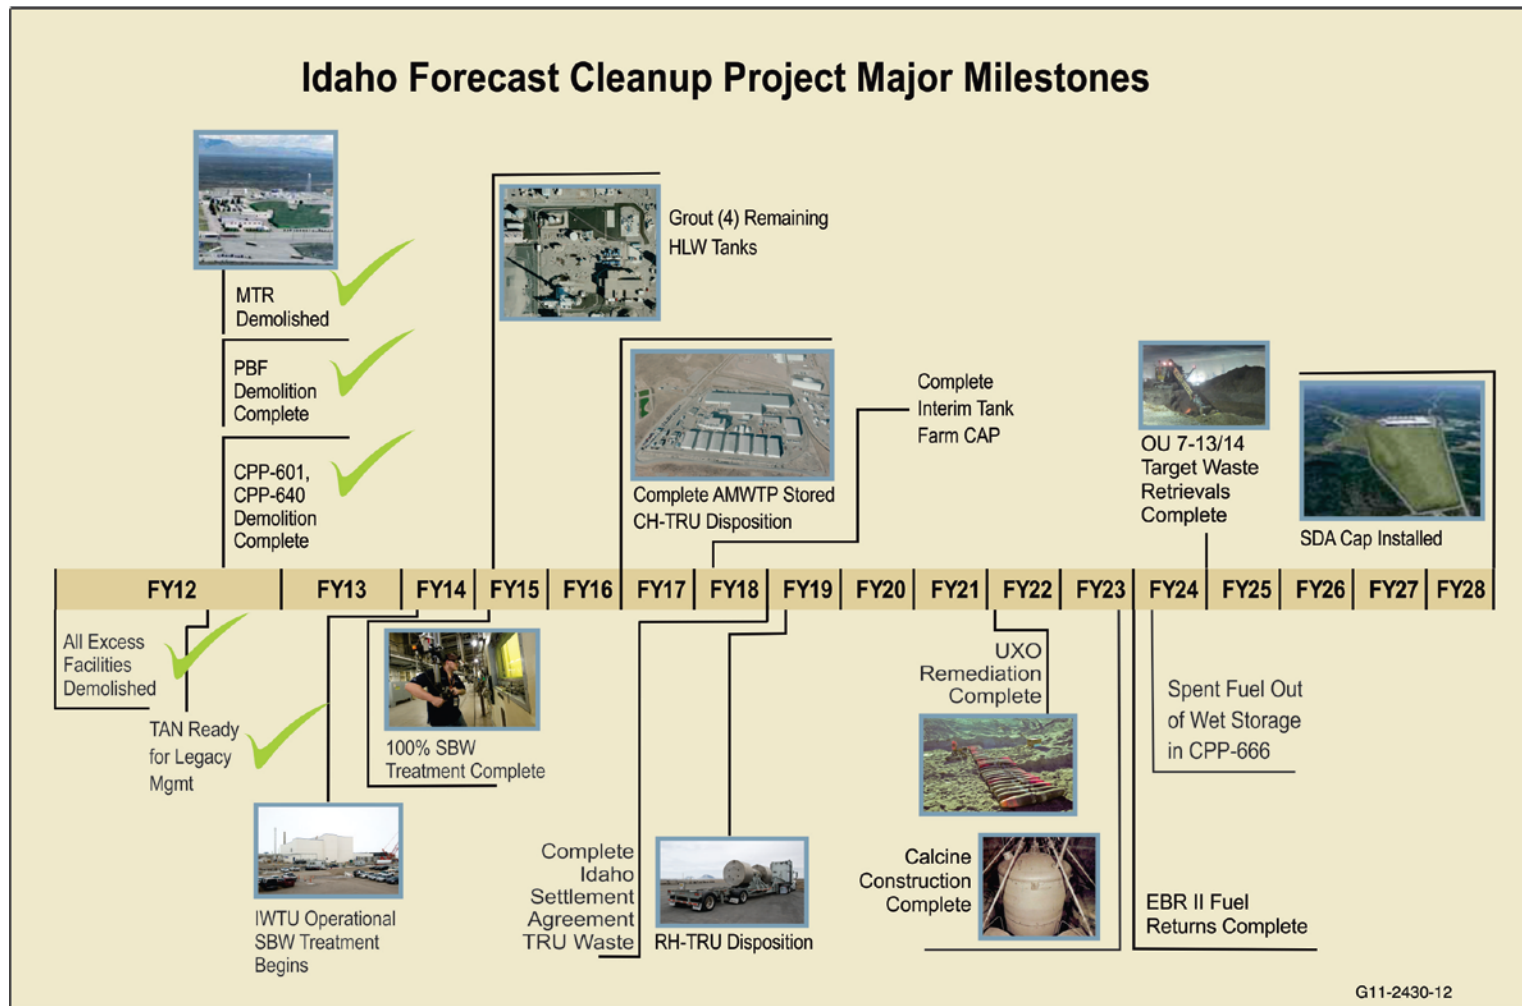 Idaho Forecast Cleanup Project Major Milestones
MTR
Demolished
PBF
Demolition
Complete
CPP-601,
CPP-640
Demolition
Complete
Grout (4) Remaining
HLW Tanks
Complete AMWTP Stored
CH-TRU Disposition
Complete
Interim Tank
Farm CAP
OU 7-13/14
Target Waste
Retrievals
Complete
SDA Cap Installed
FY12 FY13 FY14 FY15 FY16 FY17 FY18 FY19 FY20 FY21 FY22 FY23 FY24 FY25 FY26 FY27 FY28
All Excess
Facilities
Demolished
TAN Ready
for Legacy
Mgmt
IWTU Operational
SBW Treatment
Begins
100% SBW
Treatment Complete
Complete
Idaho
Settlement
Agreement
TRU Waste
RH-TRU Disposition
UXO
Remediation
Complete
Calcine
Construction
Complete
Spent Fuel Out
of Wet Storage
in CPP-666
EBR II Fuel
Returns Complete
G11-2430-12